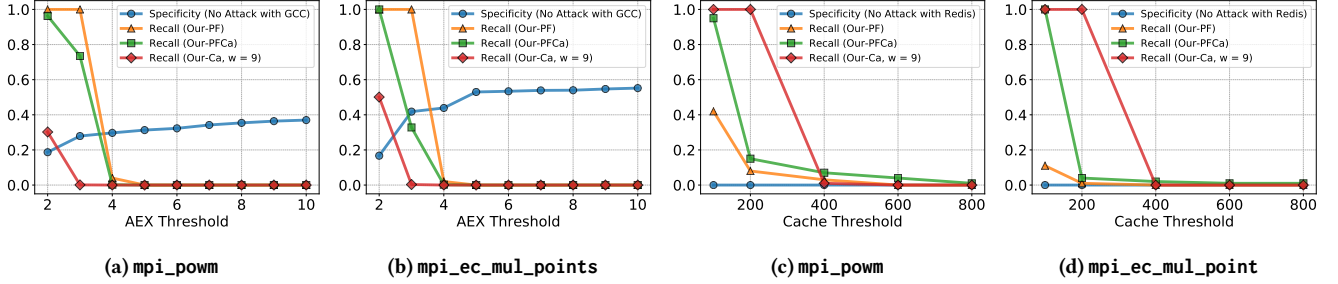 1.0
0.8
0.6
0.4
0.2
0.0
Specificity (No Attack with GCC)
Recall (Our-PF)
Recall (Our-PFCa)
Recall (Our-Ca, w = 9)
2 4 6 8 10
AEX Threshold
(a) mpi_powm
1.0
0.8
0.6
0.4
0.2
0.0
Specificity (No Attack with GCC)
Recall (Our-PF)
Recall (Our-PFCa)
Recall (Our-Ca, w = 9)
2 4 6 8 10
AEX Threshold
(b) mpi_ec_mul_points
1.0
0.8
0.6
0.4
0.2
0.0
Specificity (No Attack with Redis)
Recall (Our-PF)
Recall (Our-PFCa)
Recall (Our-Ca, w = 9)
200 400 600 800
Cache Threshold
(c) mpi_powm
1.0
0.8
0.6
0.4
0.2
0.0
Specificity (No Attack with Redis)
Recall (Our-PF)
Recall (Our-PFCa)
Recall (Our-Ca, w = 9)
200 400 600 800
Cache Threshold
(d) mpi_ec_mul_point